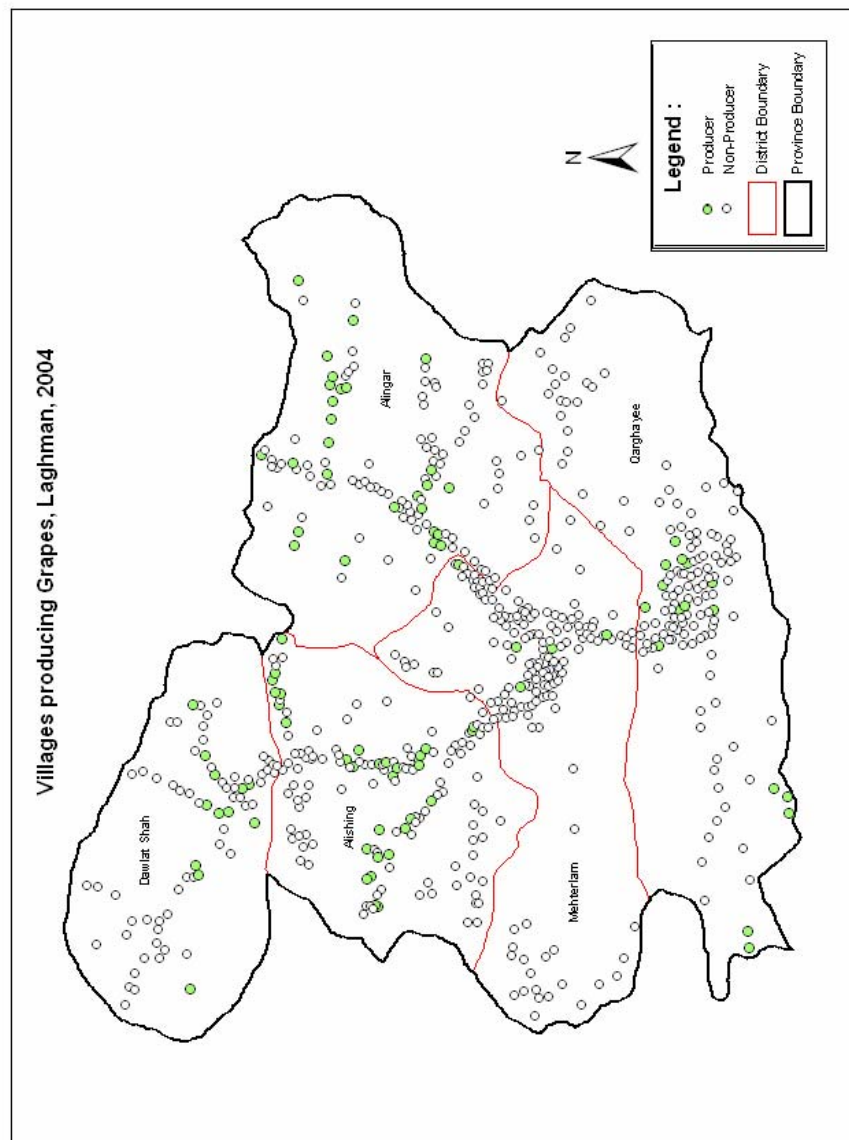 Villages producing Grapes, Laghman, 2004
Dawlat Shah
Alishing
Alingar
Mehterlam
Qarghayee
N
Legend :
Producer
Non-Producer
District Boundary
Province Boundary